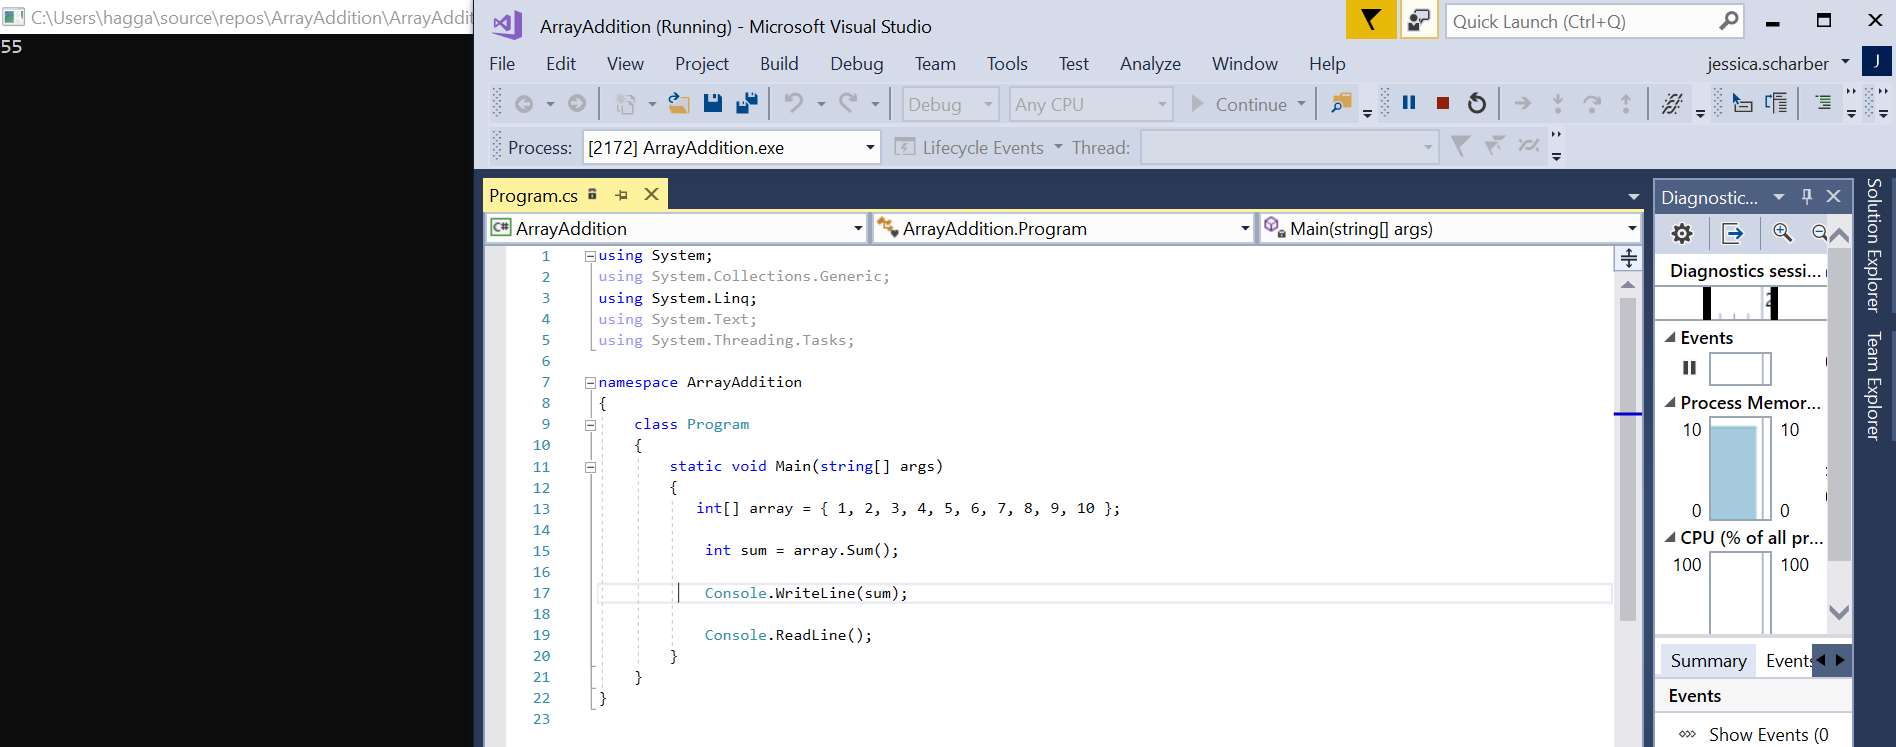 C:\Users\hagga\source\repos\ArrayAddition\ArrayAddit
55
ArrayAddition (Running) - Microsoft Visual Studio
Quick Launch (Ctrl+Q)
File Edit View Project Build Debug Team Tools Test Analyze Window Help
jessica.scharber J
Debug Any CPU Continue
Process: [2172] ArrayAddition.exe Lifecycle Events Thread:
Program.cs
C# ArrayAddition ArrayAddition.Program Main(string[] args)
1 using System;
2 using System.Collections.Generic;
3 using System.Linq;
4 using System.Text;
5 using System.Threading.Tasks;
6
7 namespace ArrayAddition
8 {
9 class Program
10 {
11 static void Main(string[] args)
12 {
13 int[] array = { 1, 2, 3, 4, 5, 6, 7, 8, 9, 10 };
14
15 int sum = array.Sum();
16
17 Console.WriteLine(sum);
18
19 Console.ReadLine();
20 }
21 }
22 }
23
Diagnostic...
Diagnostics sessi...
Events
Process Memor...
10 10
0 0
CPU (% of all pr...
100 100
Summary Events
Events
Show Events (0
Solution Explorer
Team Explorer